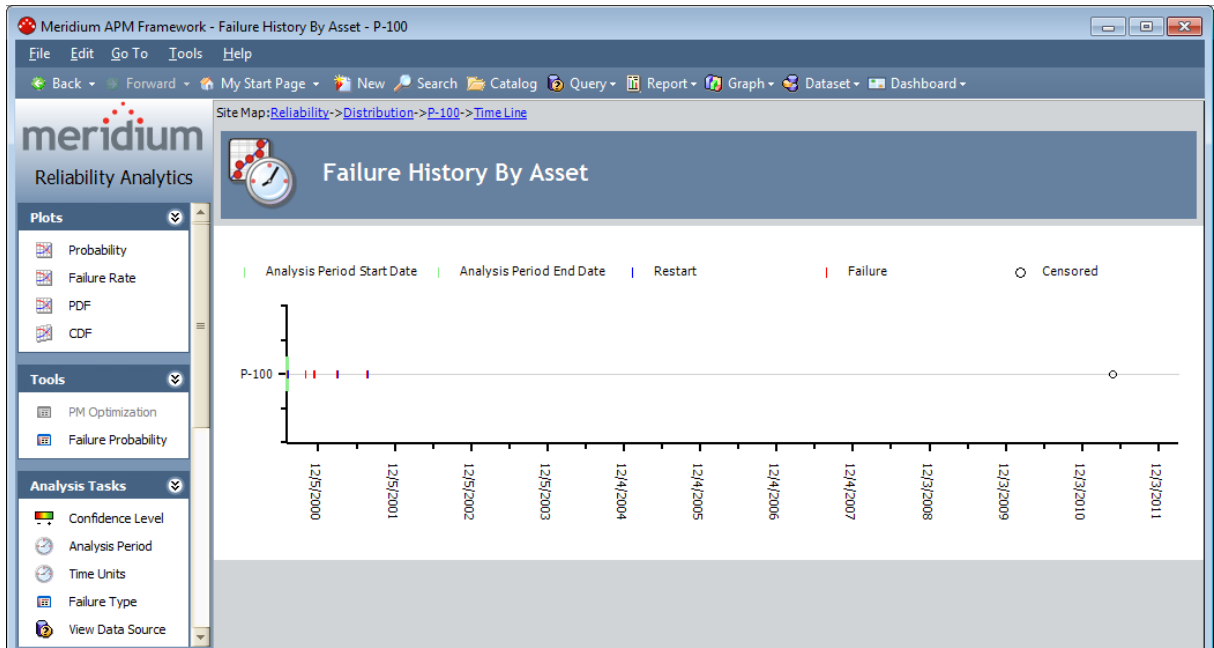 Meridium APM Framework - Failure History By Asset - P-100
File Edit Go To Tools Help
Back Forward My Start Page New Search Catalog Query Report Graph Dataset Dashboard
meridium
Reliability Analytics
Site Map:Reliability->Distribution->P-100->Time Line
Failure History By Asset
Plots
Probability
Failure Rate
PDF
CDF
Tools
PM Optimization
Failure Probability
Analysis Tasks
Confidence Level
Analysis Period
Time Units
Failure Type
View Data Source
Analysis Period Start Date Analysis Period End Date Restart Failure Censored
P-100
12/5/2000
12/5/2001
12/5/2002
12/5/2003
12/4/2004
12/4/2005
12/4/2006
12/4/2007
12/3/2008
12/3/2009
12/3/2010
12/3/2011